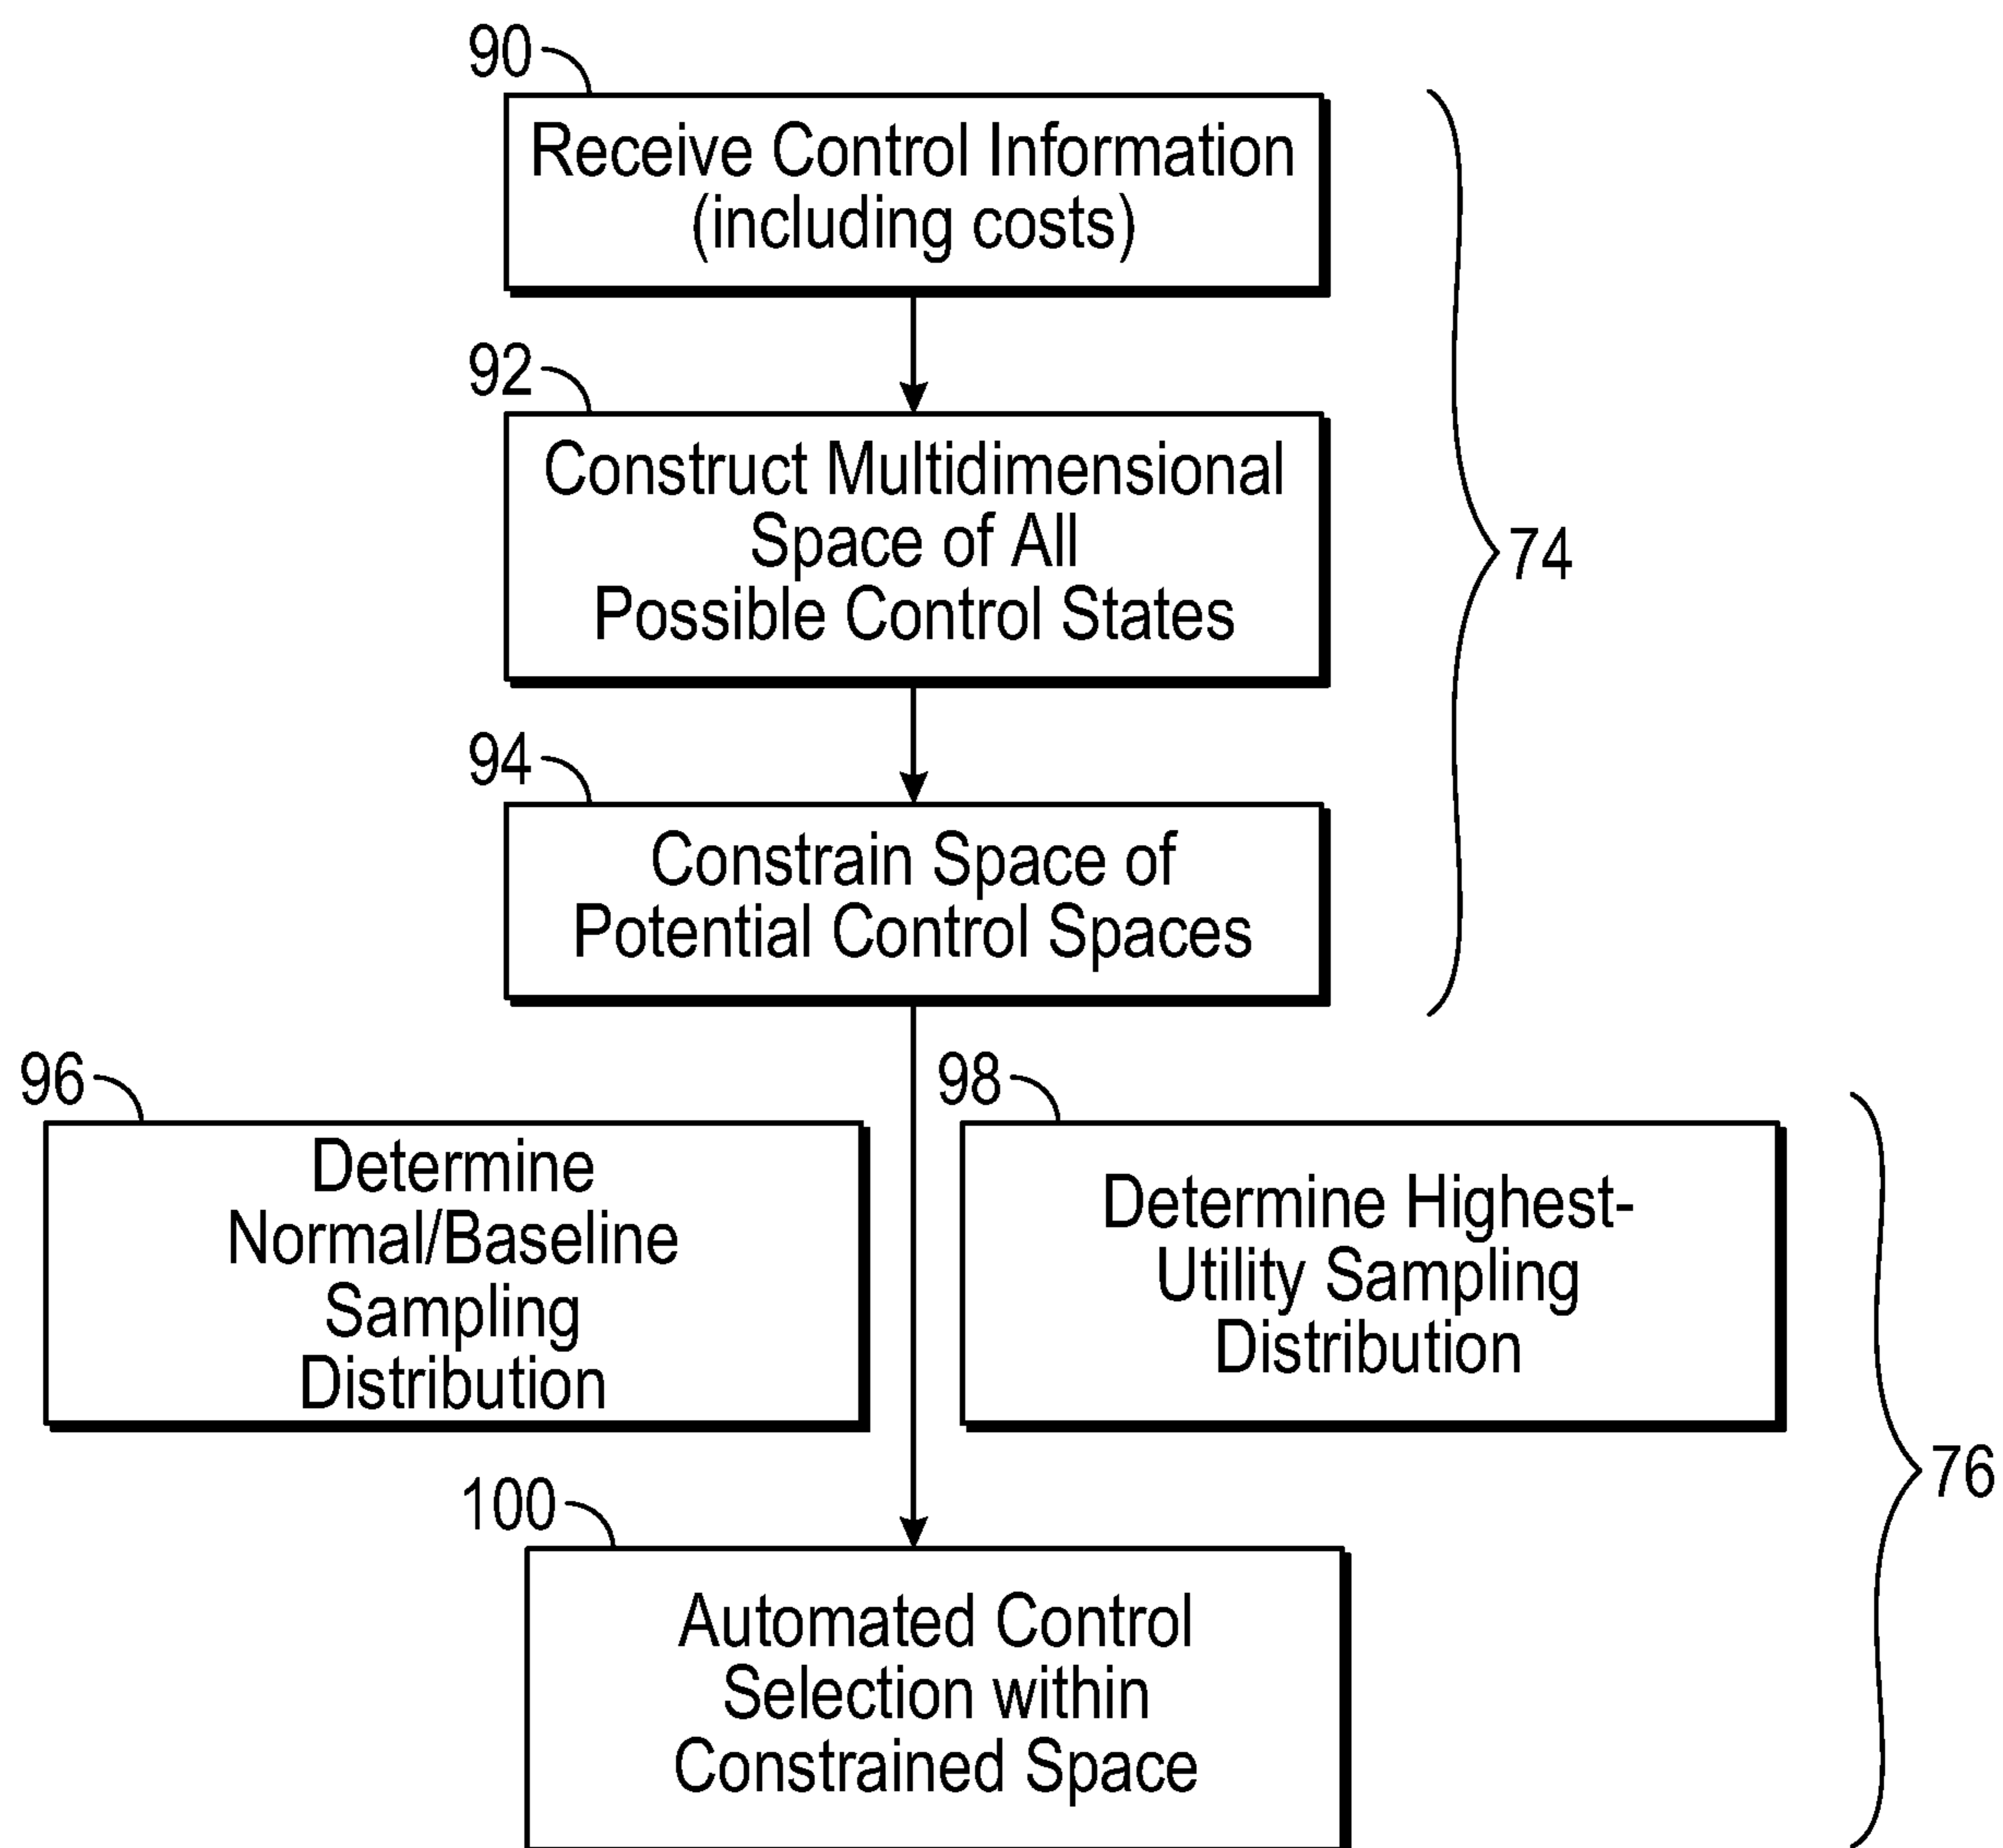 90
Receive Control Information
(including costs)
92
Construct Multidimensional
Space of All
Possible Control States
74
94
Constrain Space of
Potential Control Spaces
96
Determine
Normal/Baseline
Sampling
Distribution
98
Determine Highest-
Utility Sampling
Distribution
76
100
Automated Control
Selection within
Constrained Space